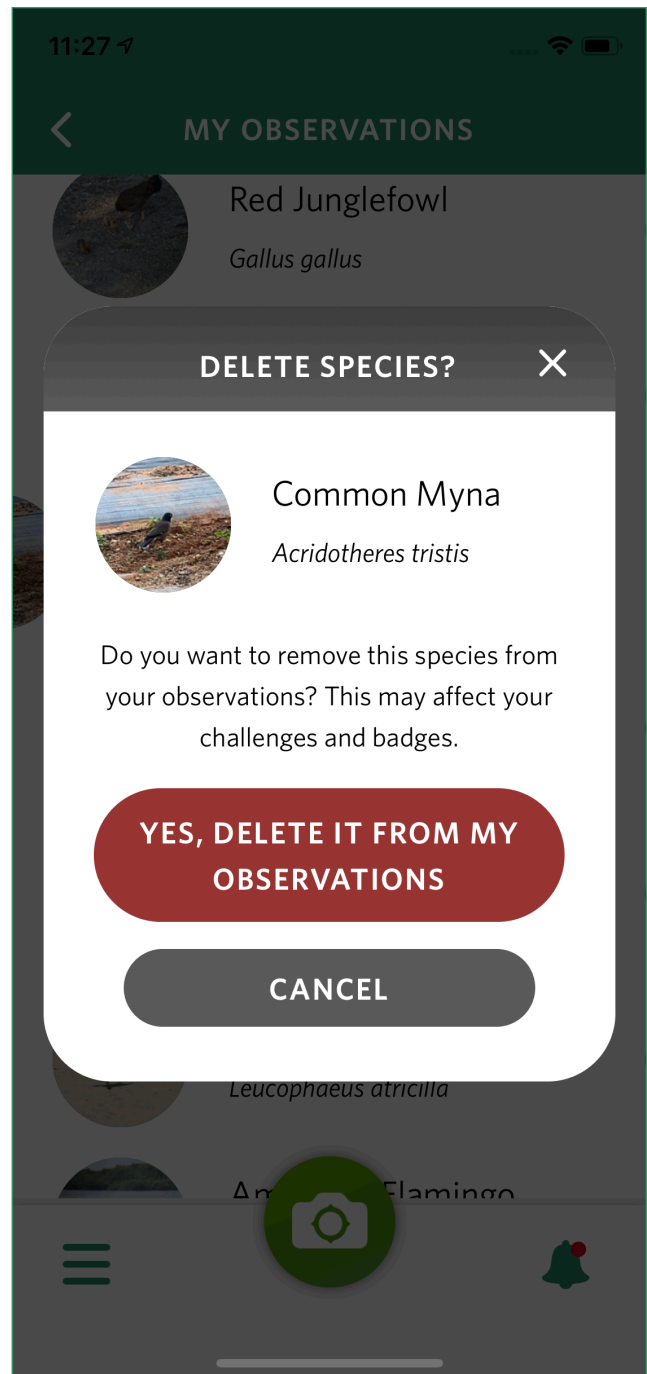 11:27
MY OBSERVATIONS
Red Junglefowl
Gallus gallus
DELETE SPECIES?
Common Myna
Acridotheres tristis
Do you want to remove this species from
your observations? This may affect your
challenges and badges.
YES, DELETE IT FROM MY
OBSERVATIONS
CANCEL
Leucophaeus atricilla
Flamingo